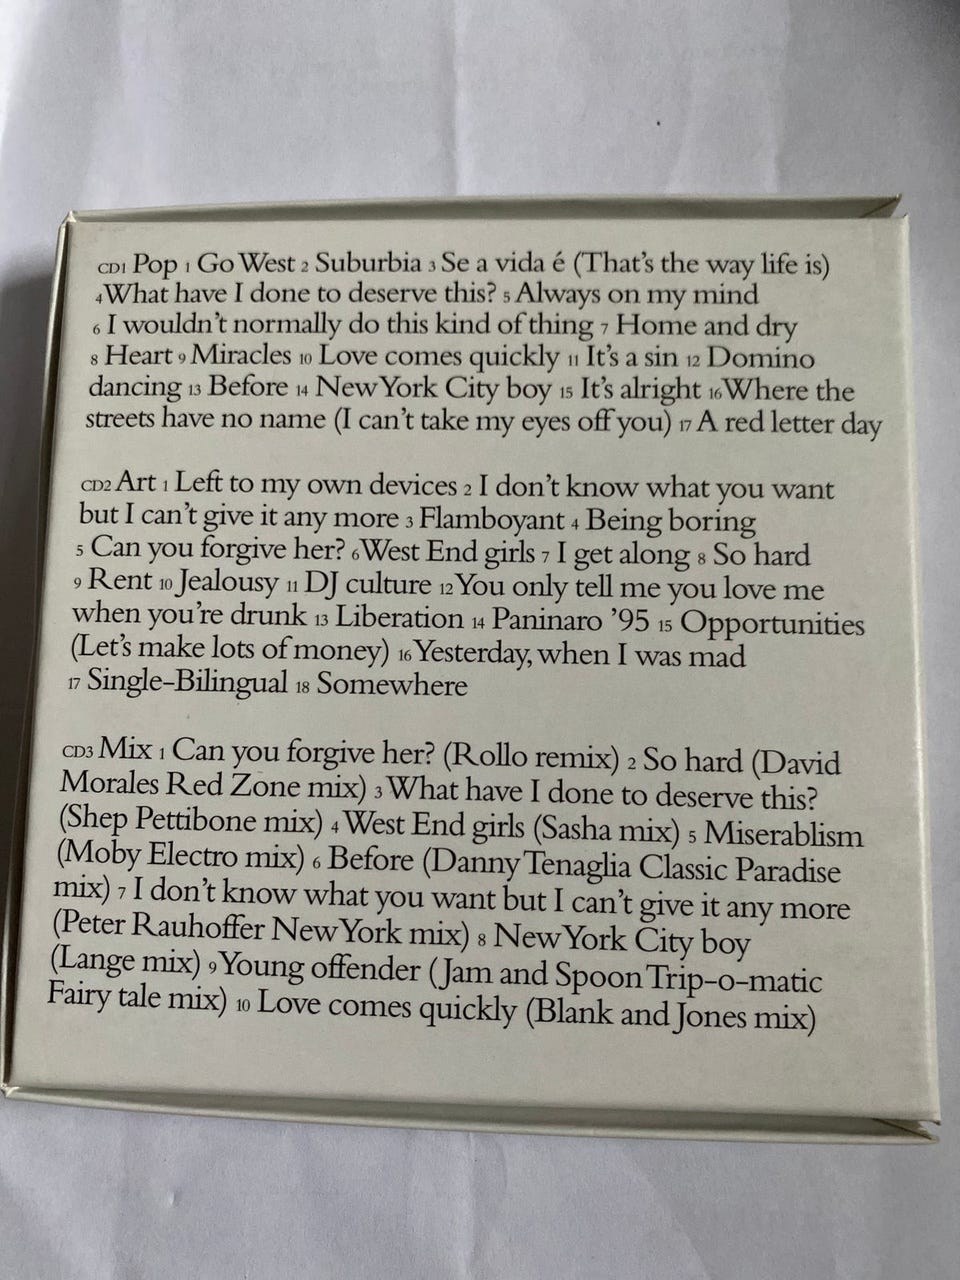 CD1 Pop 1 Go West 2 Suburbia 3 Se a vida é (That's the way life is)
4 What have I done to deserve this? 5 Always on my mind
6 I wouldn't normally do this kind of thing 7 Home and dry
8 Heart 9 Miracles 10 Love comes quickly 11 It's a sin 12 Domino
dancing 13 Before 14 New York City boy 15 It's alright 16 Where the
streets have no name (I can't take my eyes off you) 17 A red letter day
CD2 Art 1 Left to my own devices 2 I don't know what you want
but I can't give it any more 3 Flamboyant 4 Being boring
5 Can you forgive her? 6 West End girls 7 I get along 8 So hard
9 Rent 10 Jealousy 11 DJ culture 12 You only tell me you love me
when you're drunk 13 Liberation 14 Paninaro '95 15 Opportunities
(Let's make lots of money) 16 Yesterday, when I was mad
17 Single-Bilingual 18 Somewhere
CD3 Mix 1 Can you forgive her? (Rollo remix) 2 So hard (David
Morales Red Zone mix) 3 What have I done to deserve this?
(Shep Pettibone mix) 4 West End girls (Sasha mix) 5 Miserablism
(Moby Electro mix) 6 Before (Danny Tenaglia Classic Paradise
mix) 7 I don't know what you want but I can't give it any more
(Peter Rauhoffer New York mix) 8 New York City boy
(Lange mix) 9 Young offender (Jam and Spoon Trip-o-matic
Fairy tale mix) 10 Love comes quickly (Blank and Jones mix)